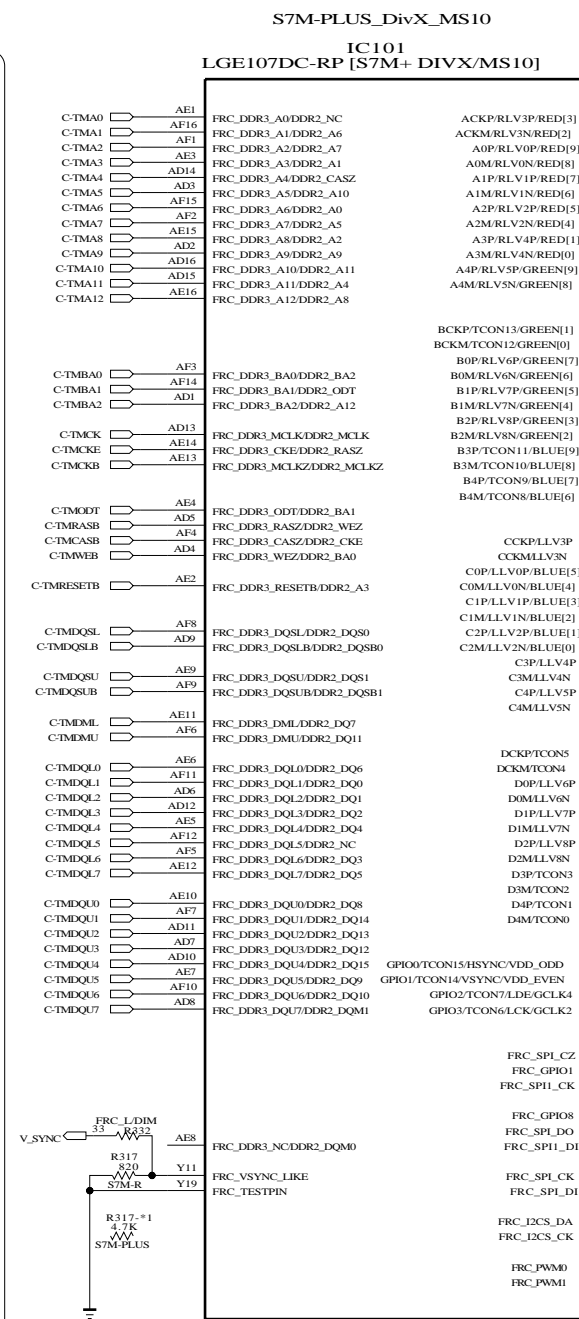 S7M-PLUS_DivX_MS10
IC101
LGE107DC-RP [S7M+ DIVX/MS10]
C-TMA0 AE1 FRC_DDR3_A0/DDR2_NC ACKP/RLV3P/RED[3]
C-TMA1 AF16 FRC_DDR3_A1/DDR2_A6 ACKM/RLV3N/RED[2]
C-TMA2 AF1 FRC_DDR3_A2/DDR2_A7 A0P/RLV0P/RED[9]
C-TMA3 AE3 FRC_DDR3_A3/DDR2_A1 A0M/RLV0N/RED[8]
C-TMA4 AD14 FRC_DDR3_A4/DDR2_CASZ A1P/RLV1P/RED[7]
C-TMA5 AD3 FRC_DDR3_A5/DDR2_A10 A1M/RLV1N/RED[6]
C-TMA6 AF15 FRC_DDR3_A6/DDR2_A0 A2P/RLV2P/RED[5]
C-TMA7 AF2 FRC_DDR3_A7/DDR2_A5 A2M/RLV2N/RED[4]
C-TMA8 AE15 FRC_DDR3_A8/DDR2_A2 A3P/RLV4P/RED[1]
C-TMA9 AD2 FRC_DDR3_A9/DDR2_A9 A3M/RLV4N/RED[0]
C-TMA10 AD16 FRC_DDR3_A10/DDR2_A11 A4P/RLV5P/GREEN[9]
C-TMA11 AD15 FRC_DDR3_A11/DDR2_A4 A4M/RLV5N/GREEN[8]
C-TMA12 AE16 FRC_DDR3_A12/DDR2_A8
BCKP/TCON13/GREEN[1]
BCKM/TCON12/GREEN[0]
B0P/RLV6P/GREEN[7]
C-TMBA0 AF3 FRC_DDR3_BA0/DDR2_BA2 B0M/RLV6N/GREEN[6]
C-TMBA1 AF14 FRC_DDR3_BA1/DDR2_ODT B1P/RLV7P/GREEN[5]
C-TMBA2 AD1 FRC_DDR3_BA2/DDR2_A12 B1M/RLV7N/GREEN[4]
B2P/RLV8P/GREEN[3]
C-TMCK AD13 FRC_DDR3_MCLK/DDR2_MCLK B2M/RLV8N/GREEN[2]
C-TMCKE AE14 FRC_DDR3_CKE/DDR2_RASZ B3P/TCON11/BLUE[9]
C-TMCKB AE13 FRC_DDR3_MCLKZ/DDR2_MCLKZ B3M/TCON10/BLUE[8]
B4P/TCON9/BLUE[7]
B4M/TCON8/BLUE[6]
C-TMODT AE4 FRC_DDR3_ODT/DDR2_BA1
C-TMRASB AD5 FRC_DDR3_RASZ/DDR2_WEZ
C-TMCASB AF4 FRC_DDR3_CASZ/DDR2_CKE CCKP/LLV3P
C-TMWEB AD4 FRC_DDR3_WEZ/DDR2_BA0 CCKM/LLV3N
C0P/LLV0P/BLUE[5]
C-TMRESETB AE2 FRC_DDR3_RESETB/DDR2_A3 C0M/LLV0N/BLUE[4]
C1P/LLV1P/BLUE[3]
C1M/LLV1N/BLUE[2]
C-TMDQSL AF8 FRC_DDR3_DQSL/DDR2_DQS0 C2P/LLV2P/BLUE[1]
C-TMDQSLB AD9 FRC_DDR3_DQSLB/DDR2_DQSB0 C2M/LLV2N/BLUE[0]
C3P/LLV4P
C-TMDQSU AE9 FRC_DDR3_DQSU/DDR2_DQS1 C3M/LLV4N
C-TMDQSUB AF9 FRC_DDR3_DQSUB/DDR2_DQSB1 C4P/LLV5P
C4M/LLV5N
C-TMDML AE11 FRC_DDR3_DML/DDR2_DQ7
C-TMDMU AF6 FRC_DDR3_DMU/DDR2_DQ11
DCKP/TCON5
C-TMDQL0 AE6 FRC_DDR3_DQL0/DDR2_DQ6 DCKM/TCON4
C-TMDQL1 AF11 FRC_DDR3_DQL1/DDR2_DQ0 D0P/LLV6P
C-TMDQL2 AD6 FRC_DDR3_DQL2/DDR2_DQ1 D0M/LLV6N
C-TMDQL3 AD12 FRC_DDR3_DQL3/DDR2_DQ2 D1P/LLV7P
C-TMDQL4 AE5 FRC_DDR3_DQL4/DDR2_DQ4 D1M/LLV7N
C-TMDQL5 AF12 FRC_DDR3_DQL5/DDR2_NC D2P/LLV8P
C-TMDQL6 AF5 FRC_DDR3_DQL6/DDR2_DQ3 D2M/LLV8N
C-TMDQL7 AE12 FRC_DDR3_DQL7/DDR2_DQ5 D3P/TCON3
D3M/TCON2
C-TMDQU0 AE10 FRC_DDR3_DQU0/DDR2_DQ8 D4P/TCON1
C-TMDQU1 AF7 FRC_DDR3_DQU1/DDR2_DQ14 D4M/TCON0
C-TMDQU2 AD11 FRC_DDR3_DQU2/DDR2_DQ13
C-TMDQU3 AD7 FRC_DDR3_DQU3/DDR2_DQ12
C-TMDQU4 AD10 FRC_DDR3_DQU4/DDR2_DQ15 GPIO0/TCON15/HSYNC/VDD_ODD
C-TMDQU5 AE7 FRC_DDR3_DQU5/DDR2_DQ9 GPIO1/TCON14/VSYNC/VDD_EVEN
C-TMDQU6 AF10 FRC_DDR3_DQU6/DDR2_DQ10 GPIO2/TCON7/LDE/GCLK4
C-TMDQU7 AD8 FRC_DDR3_DQU7/DDR2_DQM1 GPIO3/TCON6/LCK/GCLK2
FRC_SPI_CZ
FRC_GPIO1
FRC_SPI1_CK
FRC_GPIO8
FRC_L/DIM
V_SYNC 33 R332 FRC_SPI_DO
AE8 FRC_DDR3_NC/DDR2_DQM0 FRC_SPI1_DI
R317
820
S7M-R
Y11 FRC_VSYNC_LIKE FRC_SPI_CK
Y19 FRC_TESTPIN FRC_SPI_DI
R317-*1
4.7K
S7M-PLUS
FRC_I2CS_DA
FRC_I2CS_CK
FRC_PWM0
FRC_PWM1